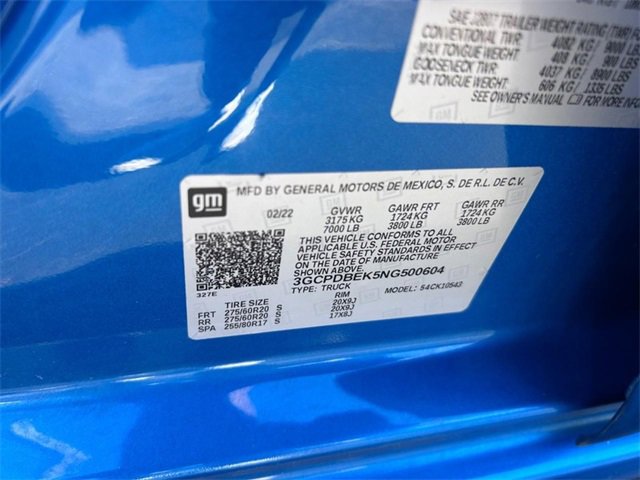 SAE J2807 TRAILER WEIGHT RATING (TWR)
CONVENTIONAL TWR: 4082 KG / 9000 LBS
MAX TONGUE WEIGHT: 408 KG / 900 LBS
GOOSENECK TWR: 4037 KG / 8900 LBS
MAX TONGUE WEIGHT: 606 KG / 1335 LBS
SEE OWNER'S MANUAL FOR MORE
gm
MFD BY GENERAL MOTORS DE MEXICO, S. DE R.L. DE C.V.
02/22 GVWR GAWR FRT GAWR RR
3175 KG 1724 KG 1724 KG
7000 LB 3800 LB 3800 LB
THIS VEHICLE CONFORMS TO ALL
APPLICABLE U.S. FEDERAL MOTOR
VEHICLE SAFETY STANDARDS IN EFFECT
ON THE DATE OF MANUFACTURE
SHOWN ABOVE.
3GCPDBEK5NG500604
327E TYPE: TRUCK MODEL: 54CK10543
TIRE SIZE RIM
FRT 275/60R20 S 20X9J
RR 275/60R20 S 20X9J
SPA 255/80R17 S 17X8J